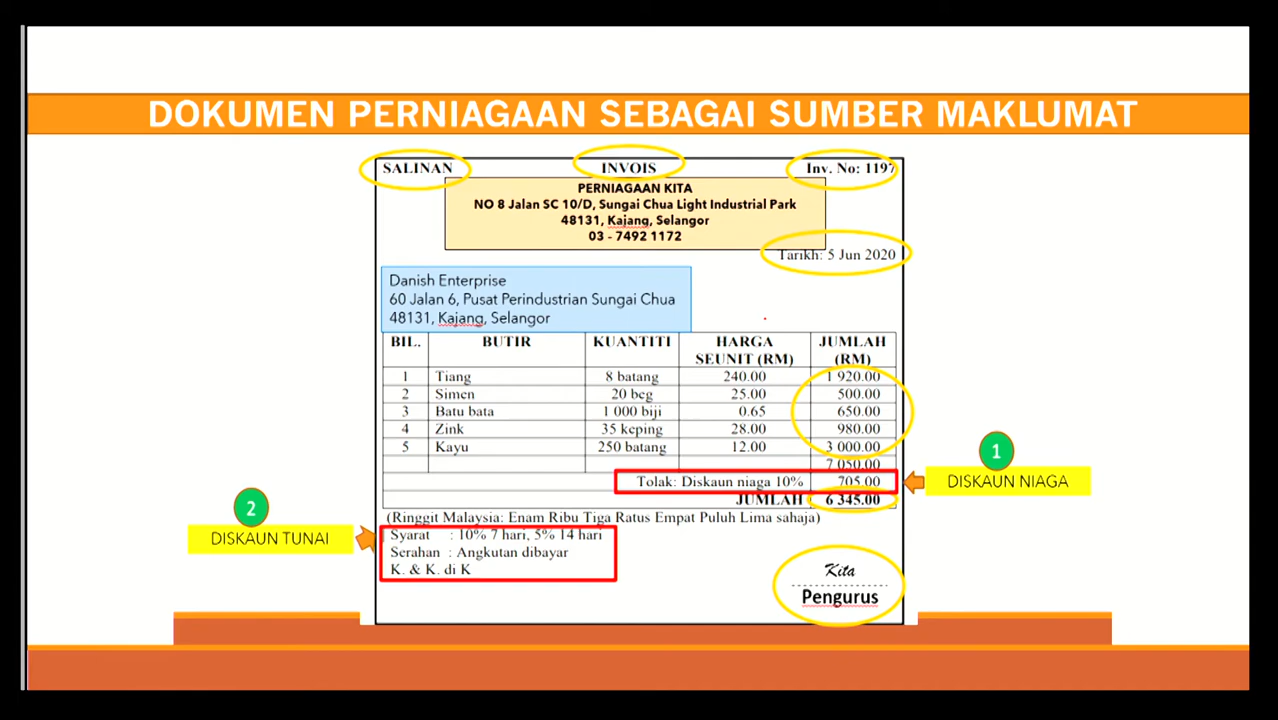 DOKUMEN PERNIAGAAN SEBAGAI SUMBER MAKLUMAT
SALINAN INVOIS Inv. No: 1197
PERNIAGAAN KITA
NO 8 Jalan SC 10/D, Sungai Chua Light Industrial Park
48131, Kajang, Selangor
03 - 7492 1172
Tarikh: 5 Jun 2020
Danish Enterprise
60 Jalan 6, Pusat Perindustrian Sungai Chua
48131, Kajang, Selangor
BIL. BUTIR KUANTITI HARGA SEUNIT (RM) JUMLAH (RM)
1 Tiang 8 batang 240.00 1 920.00
2 Simen 20 beg 25.00 500.00
3 Batu bata 1 000 biji 0.65 650.00
4 Zink 35 keping 28.00 980.00
5 Kayu 250 batang 12.00 3 000.00
7 050.00
Tolak: Diskaun niaga 10% 705.00
JUMLAH 6 345.00
(Ringgit Malaysia: Enam Ribu Tiga Ratus Empat Puluh Lima sahaja)
Syarat : 10% 7 hari, 5% 14 hari
Serahan : Angkutan dibayar
K. & K. di K
Kita
Pengurus
1
DISKAUN NIAGA
2
DISKAUN TUNAI